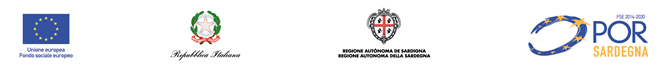 Unione europea
Fondo sociale europeo
Repubblica Italiana
REGIONE AUTÒNOMA DE SARDIGNA
REGIONE AUTONOMA DELLA SARDEGNA
FSE 2014-2020
POR
SARDEGNA